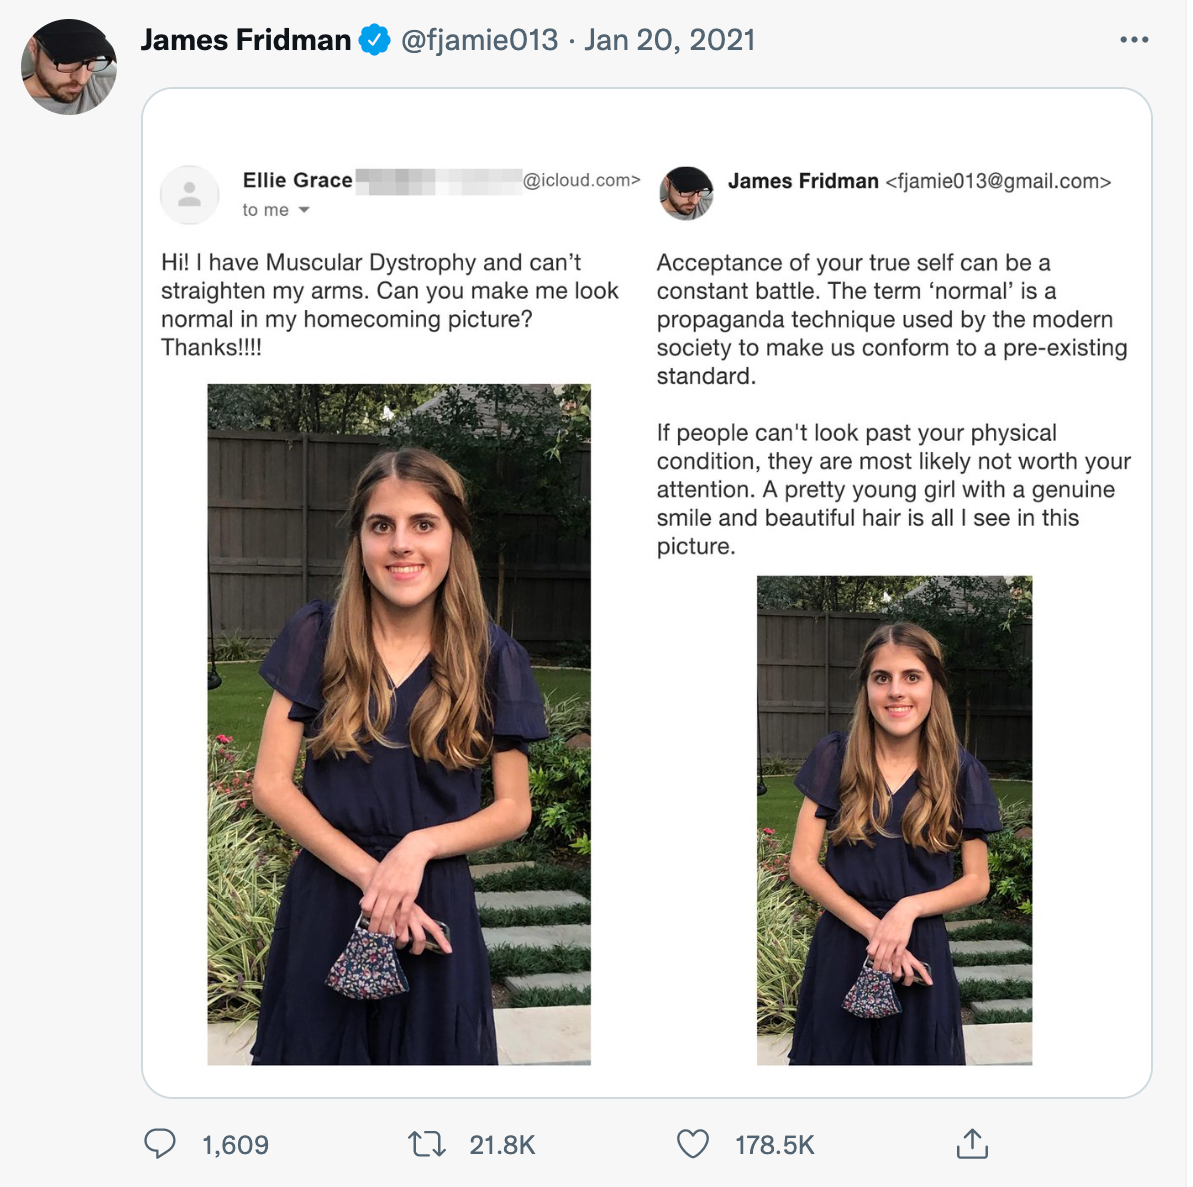 James Fridman @fjamie013 · Jan 20, 2021
Ellie Grace @icloud.com>
to me
Hi! I have Muscular Dystrophy and can’t
straighten my arms. Can you make me look
normal in my homecoming picture?
Thanks!!!!
James Fridman <fjamie013@gmail.com>
Acceptance of your true self can be a
constant battle. The term ‘normal’ is a
propaganda technique used by the modern
society to make us conform to a pre-existing
standard.
If people can't look past your physical
condition, they are most likely not worth your
attention. A pretty young girl with a genuine
smile and beautiful hair is all I see in this
picture.
1,609 21.8K 178.5K